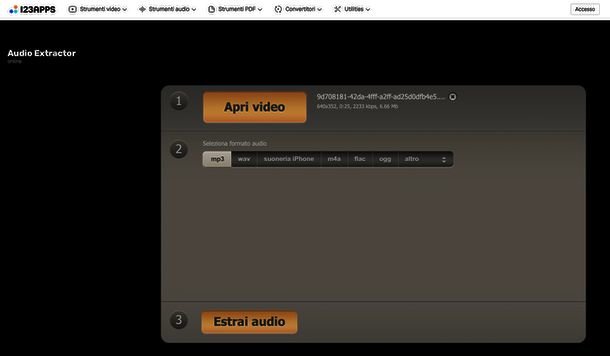 123APPS Strumenti video Strumenti audio Strumenti PDF Convertitori Utilities Accesso
Audio Extractor
online
1 Apri video 9d708181-42da-4fff-a2ff-ad25d0dfb4e5....
640x352, 0:25, 2233 kbps, 6.66 Mb
2 Seleziona formato audio
mp3 wav suoneria iPhone m4a flac ogg altro
3 Estrai audio